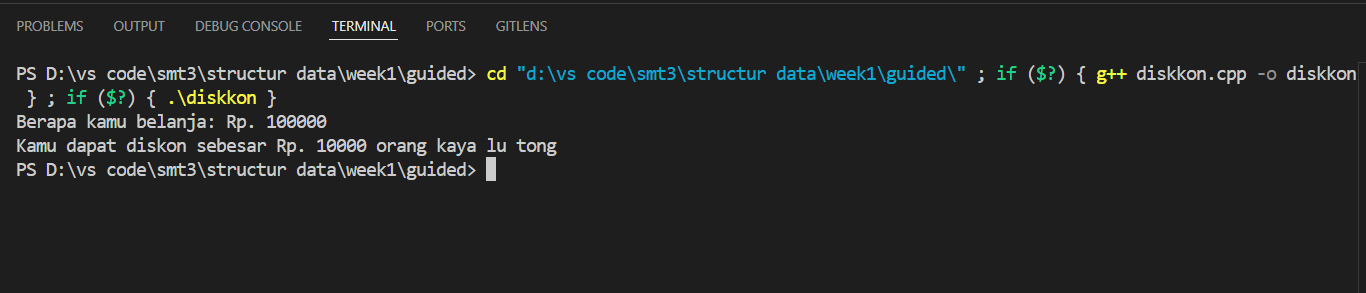 PROBLEMS OUTPUT DEBUG CONSOLE TERMINAL PORTS GITLENS
PS D:\vs code\smt3\structur data\week1\guided> cd "d:\vs code\smt3\structur data\week1\guided\" ; if ($?) { g++ diskkon.cpp -o diskkon
} ; if ($?) { .\diskkon }
Berapa kamu belanja: Rp. 100000
Kamu dapat diskon sebesar Rp. 10000 orang kaya lu tong
PS D:\vs code\smt3\structur data\week1\guided>